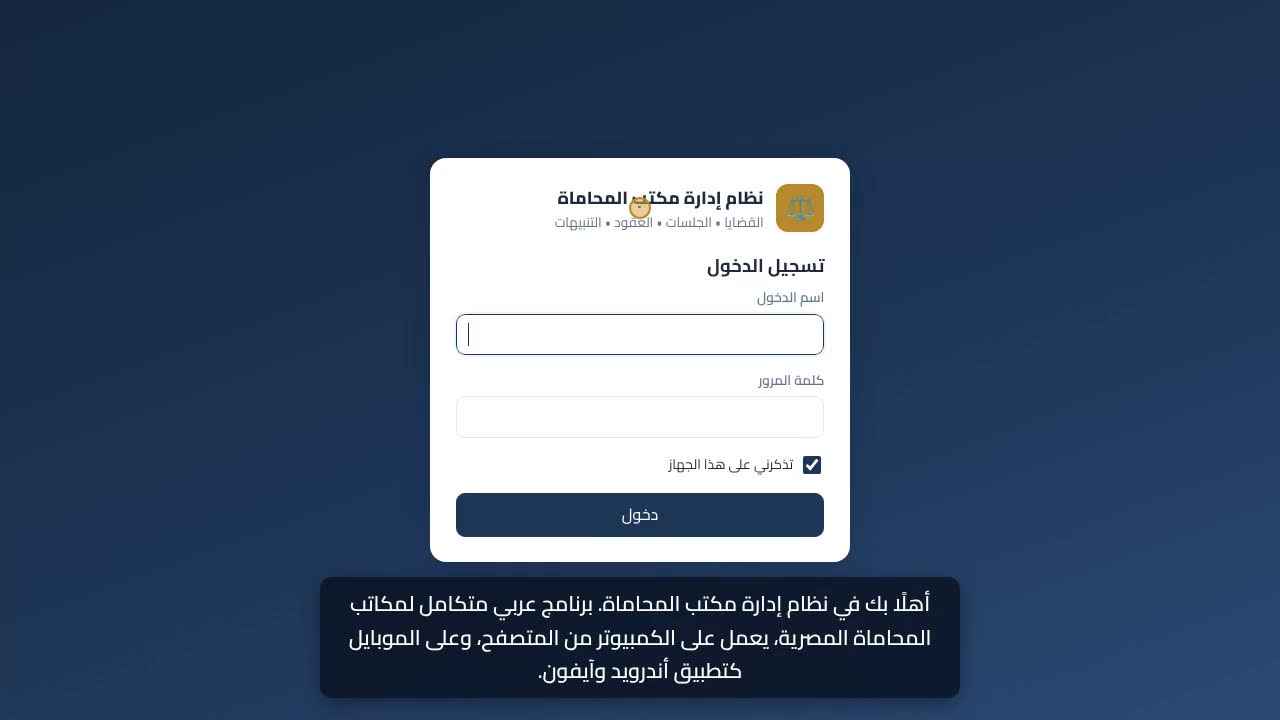 نظام إدارة مكتب المحاماة
القضايا • الجلسات • العقود • التنبيهات
تسجيل الدخول
اسم الدخول
كلمة المرور
تذكرني على هذا الجهاز
دخول
أهلًا بك في نظام إدارة مكتب المحاماة. برنامج عربي متكامل لمكاتب
المحاماة المصرية، يعمل على الكمبيوتر من المتصفح، وعلى الموبايل
كتطبيق أندرويد وآيفون.